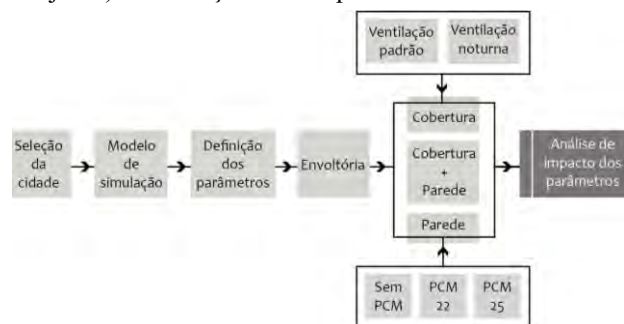 Ventilação
padrão
Ventilação
noturna
Seleção
da
cidade
Modelo
de
simulação
Definição
dos
parâmetros
Envoltória
Cobertura
Cobertura
+
Parede
Parede
Análise de
impacto dos
parâmetros
Sem
PCM
PCM
22
PCM
25